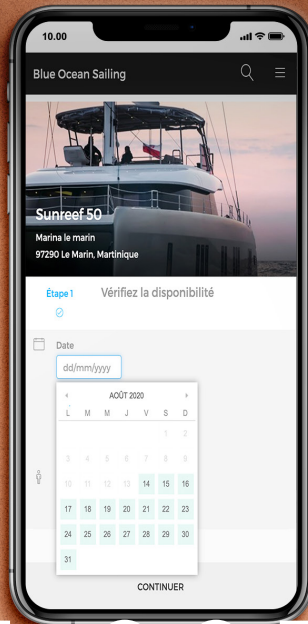 10.00
Blue Ocean Sailing
Sunreef 50
Marina le marin
97290 Le Marin, Martinique
Étape 1 Vérifiez la disponibilité
Date
dd/mm/yyyy
AOÛT 2020
L M M J V S D
1 2
3 4 5 6 7 8 9
10 11 12 13 14 15 16
17 18 19 20 21 22 23
24 25 26 27 28 29 30
31
CONTINUER